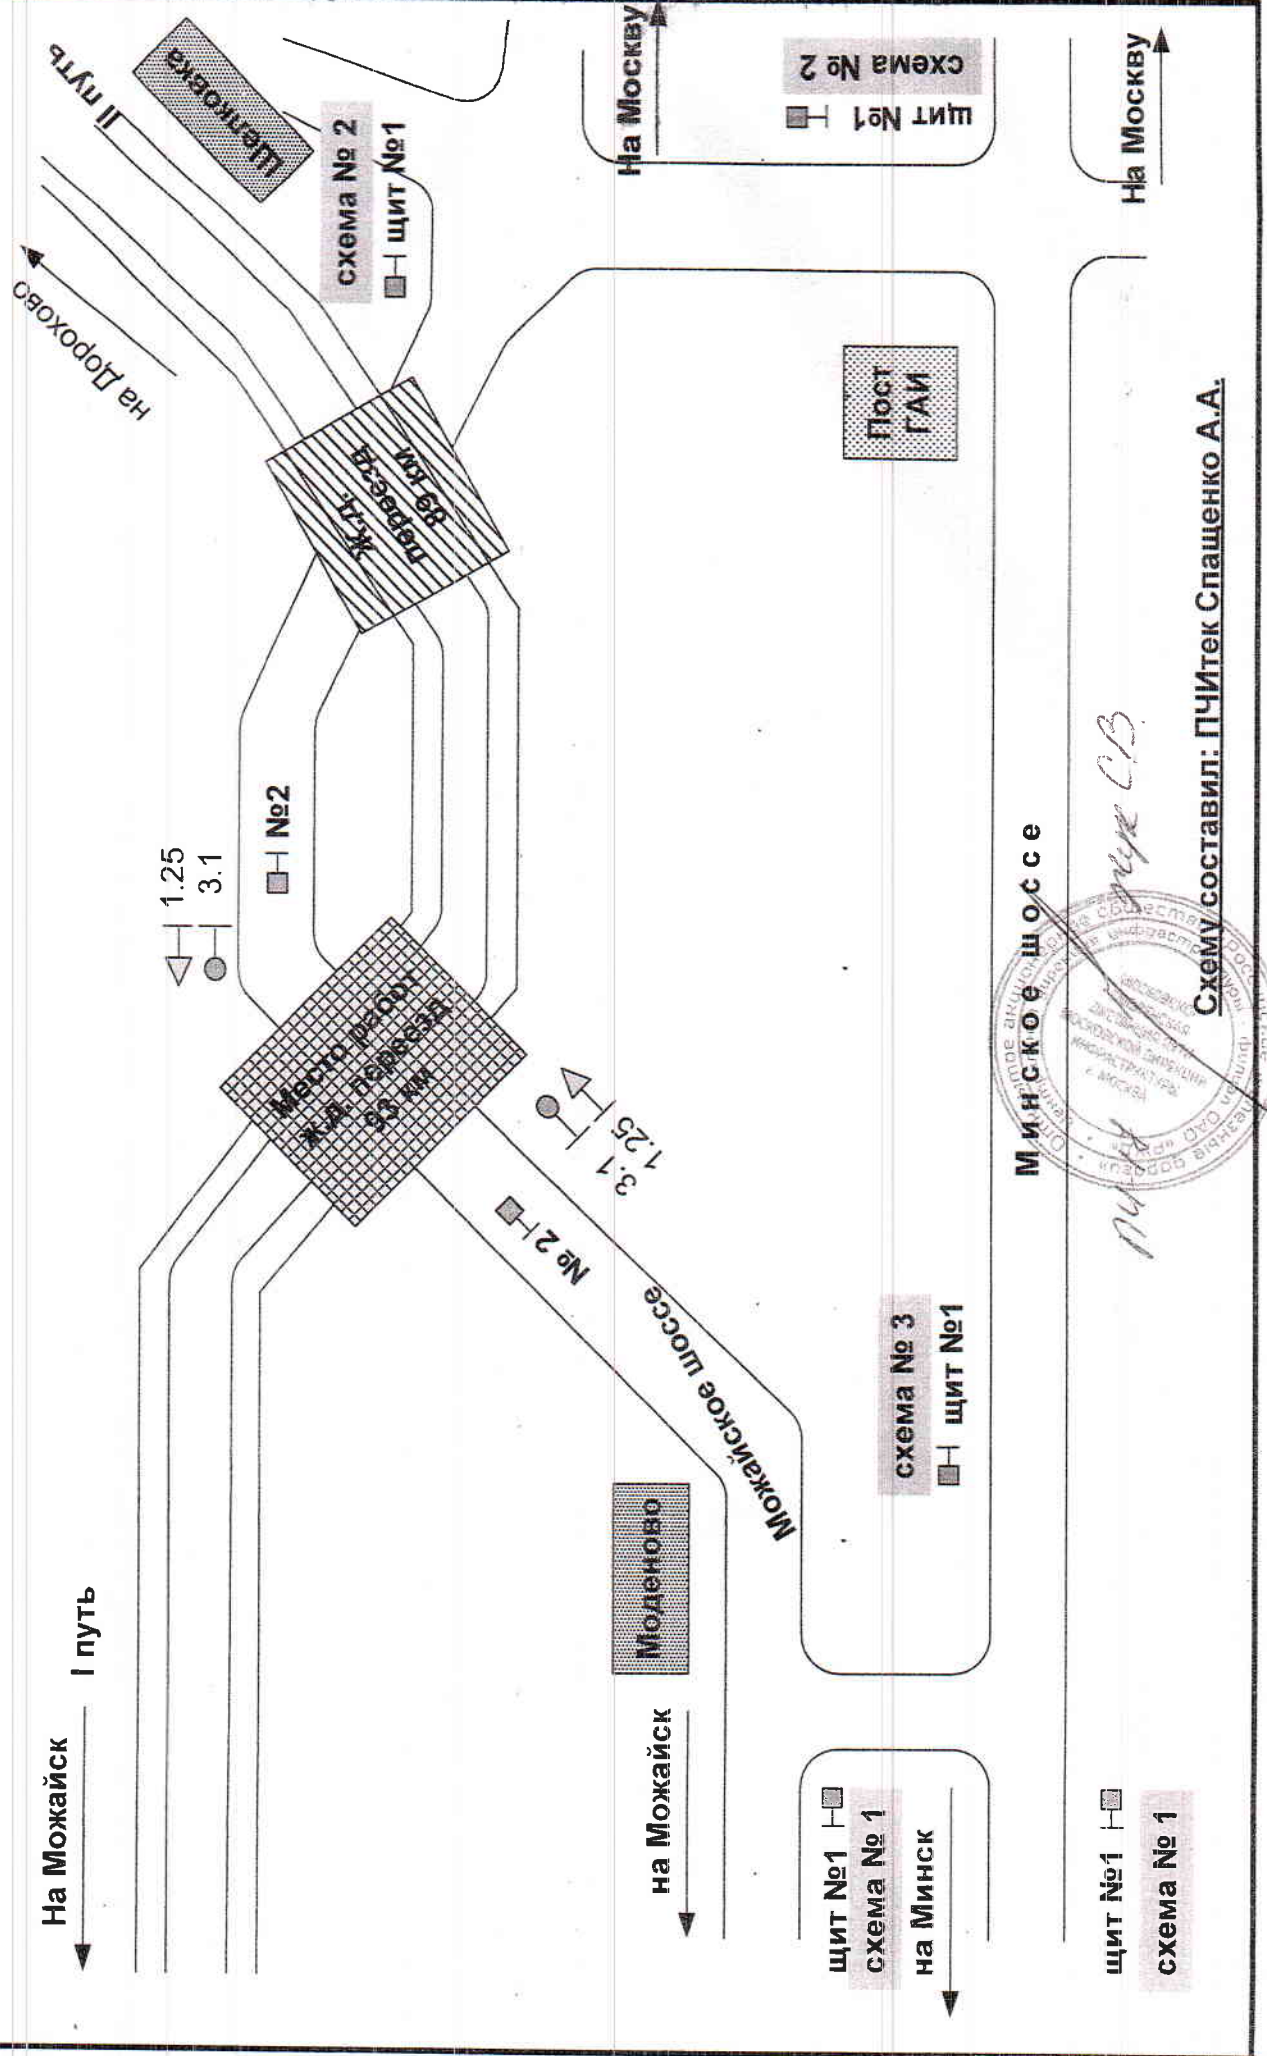 На Можайск
I путь
1.25
3.1
№2
на Дорохово
II путь
Шелковка
схема № 2
щит №1
Ж.Д.
переезд
89 км
Место работ
ж.д. переезд
93 км
3.1
1.25
№ 2
Можайское шоссе
Моденово
на Можайск
На Москву
схема № 2
щит №1
Пост
ГАИ
схема № 3
щит №1
щит №1
схема № 1
на Минск
Минское шоссе
На Москву
щит №1
схема № 1
С.В.
г. МОСКВА
Схему составил: ПЧИтек Спащенко А.А.